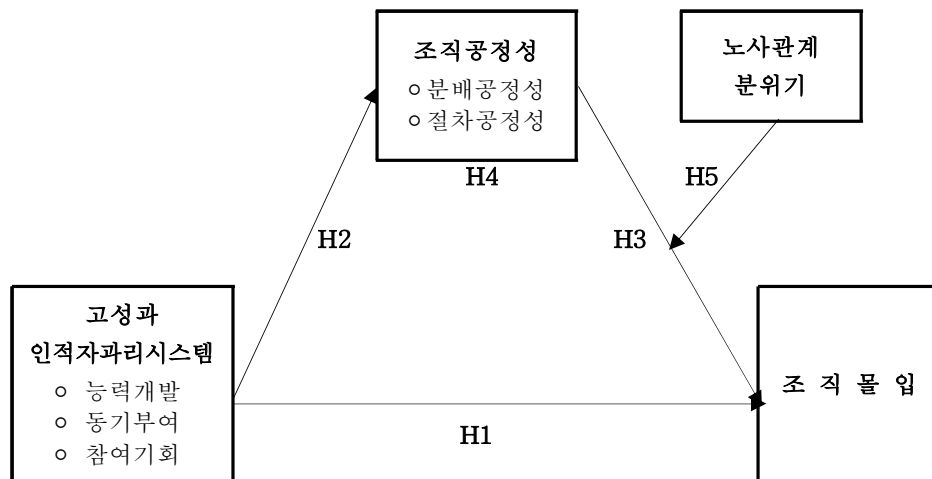 조직공정성
○ 분배공정성
○ 절차공정성
노사관계
분위기
H4
H5
H2
H3
고성과
인적자과리시스템
○ 능력개발
○ 동기부여
○ 참여기회
조 직 몰 입
H1